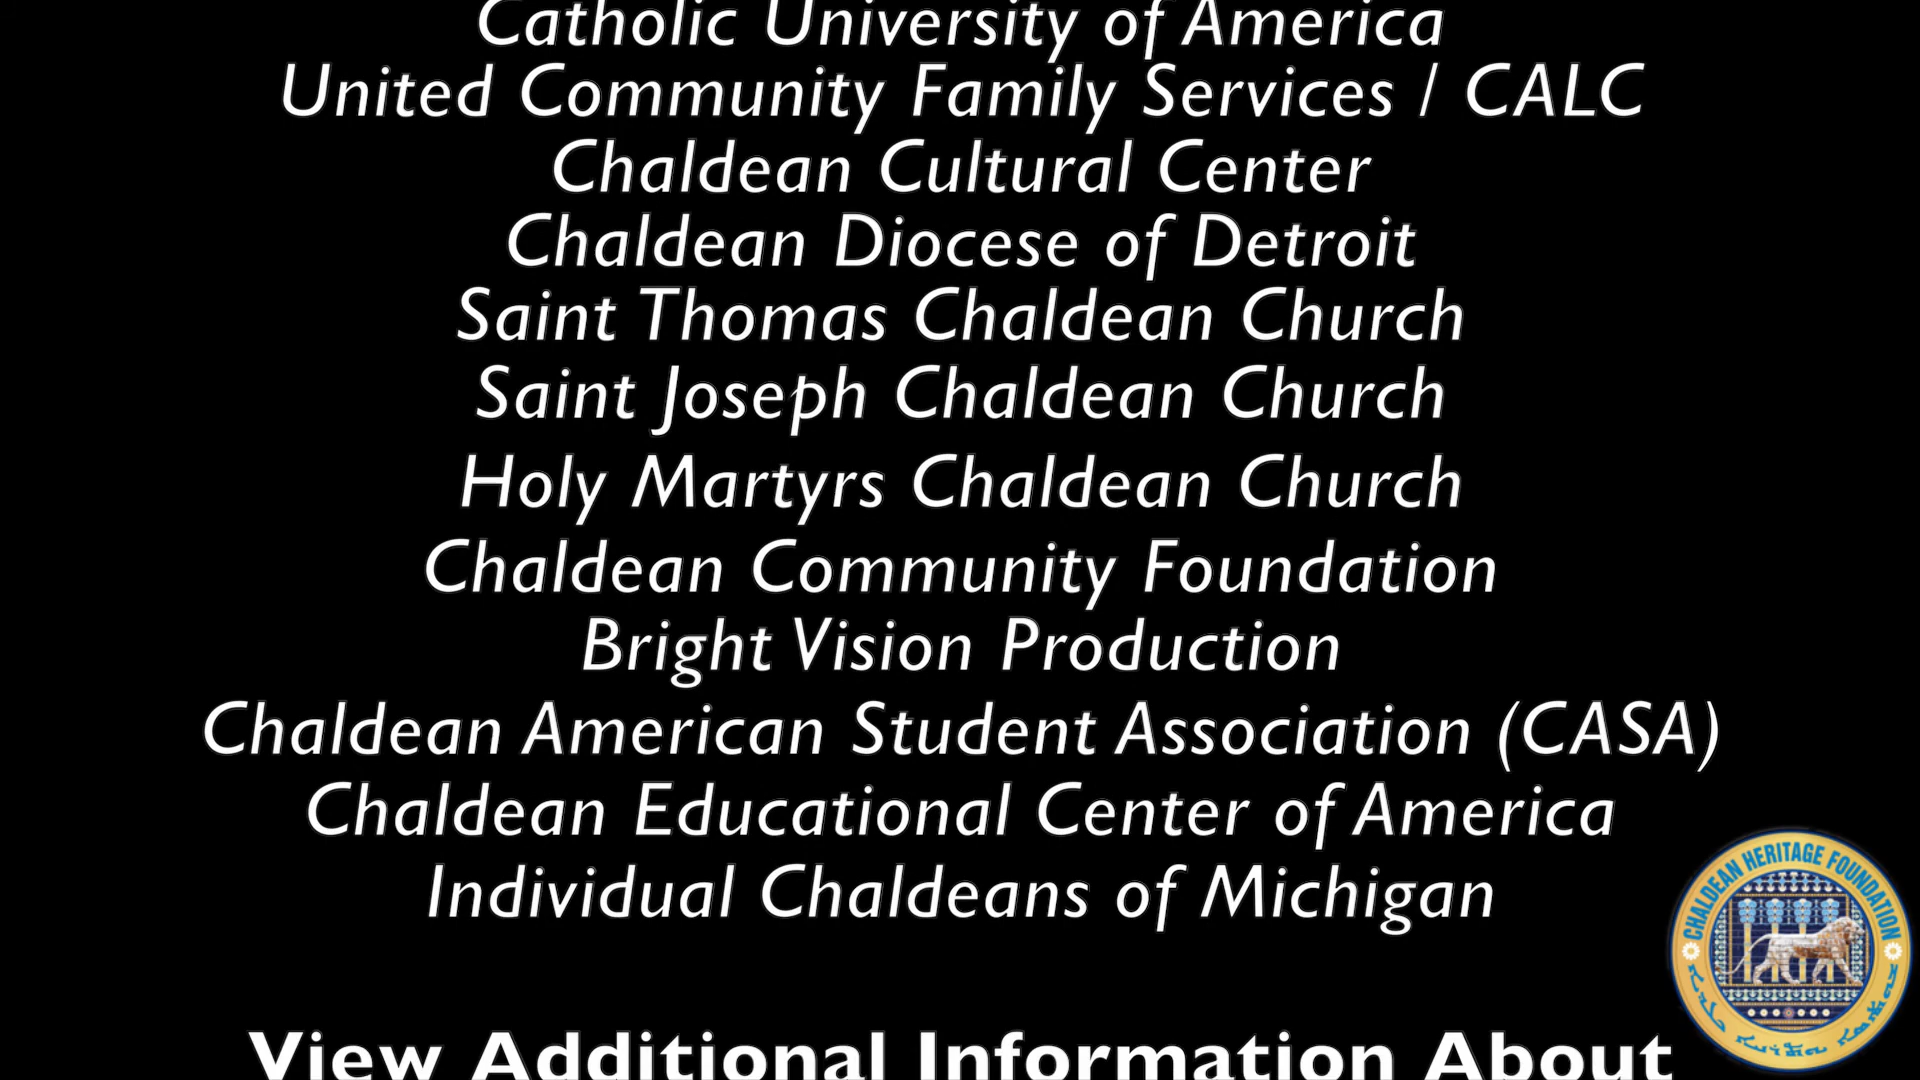 Catholic University of America
United Community Family Services / CALC
Chaldean Cultural Center
Chaldean Diocese of Detroit
Saint Thomas Chaldean Church
Saint Joseph Chaldean Church
Holy Martyrs Chaldean Church
Chaldean Community Foundation
Bright Vision Production
Chaldean American Student Association (CASA)
Chaldean Educational Center of America
Individual Chaldeans of Michigan
CHALDEAN HERITAGE FOUNDATION
View Additional Information About